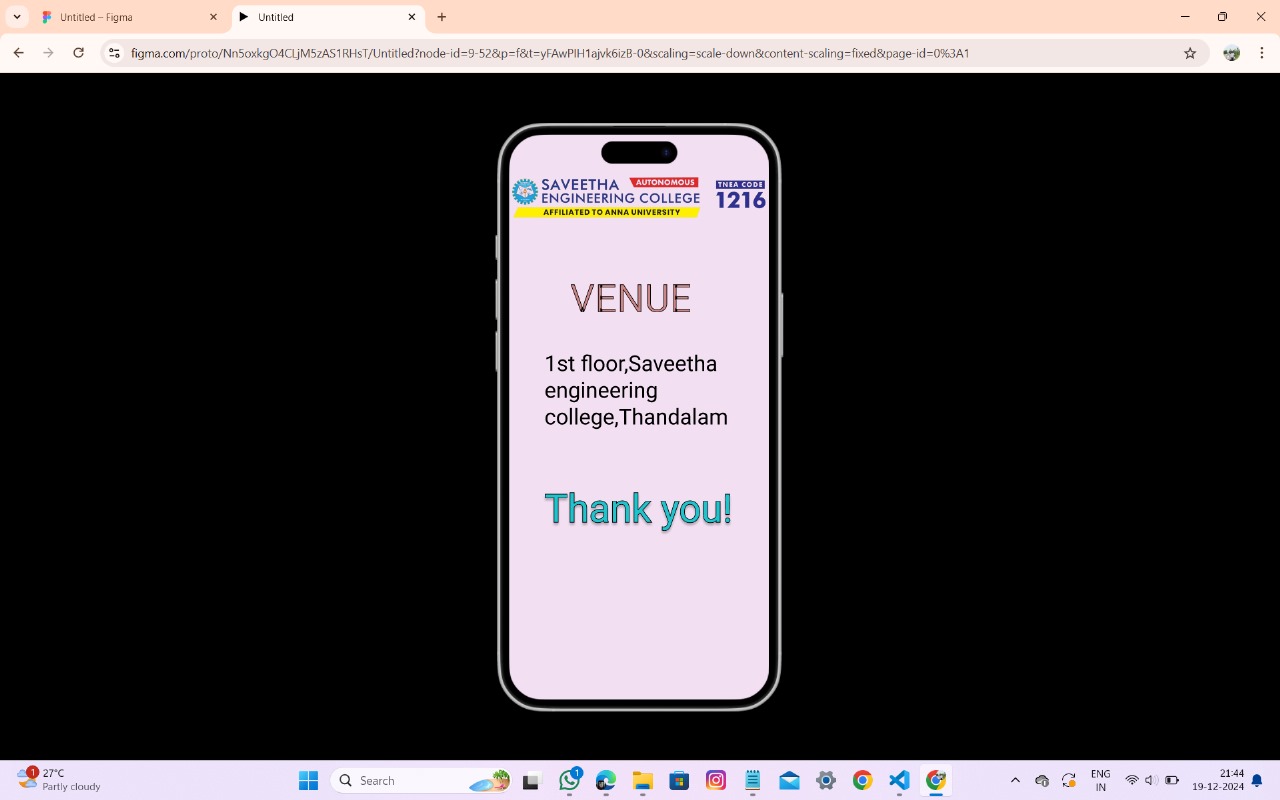 Untitled – Figma
Untitled
figma.com/proto/Nn5oxkgO4CLjM5zAS1RHsT/Untitled?node-id=9-52&p=f&t=yFAwPIH1ajvk6izB-0&scaling=scale-down&content-scaling=fixed&page-id=0%3A1
SAVEETHA AUTONOMOUS
ENGINEERING COLLEGE
AFFILIATED TO ANNA UNIVERSITY
TNEA CODE
1216
VENUE
1st floor,Saveetha
engineering
college,Thandalam
Thank you!
1
27°C
Partly cloudy
Search
1
ENG
IN
21:44
19-12-2024